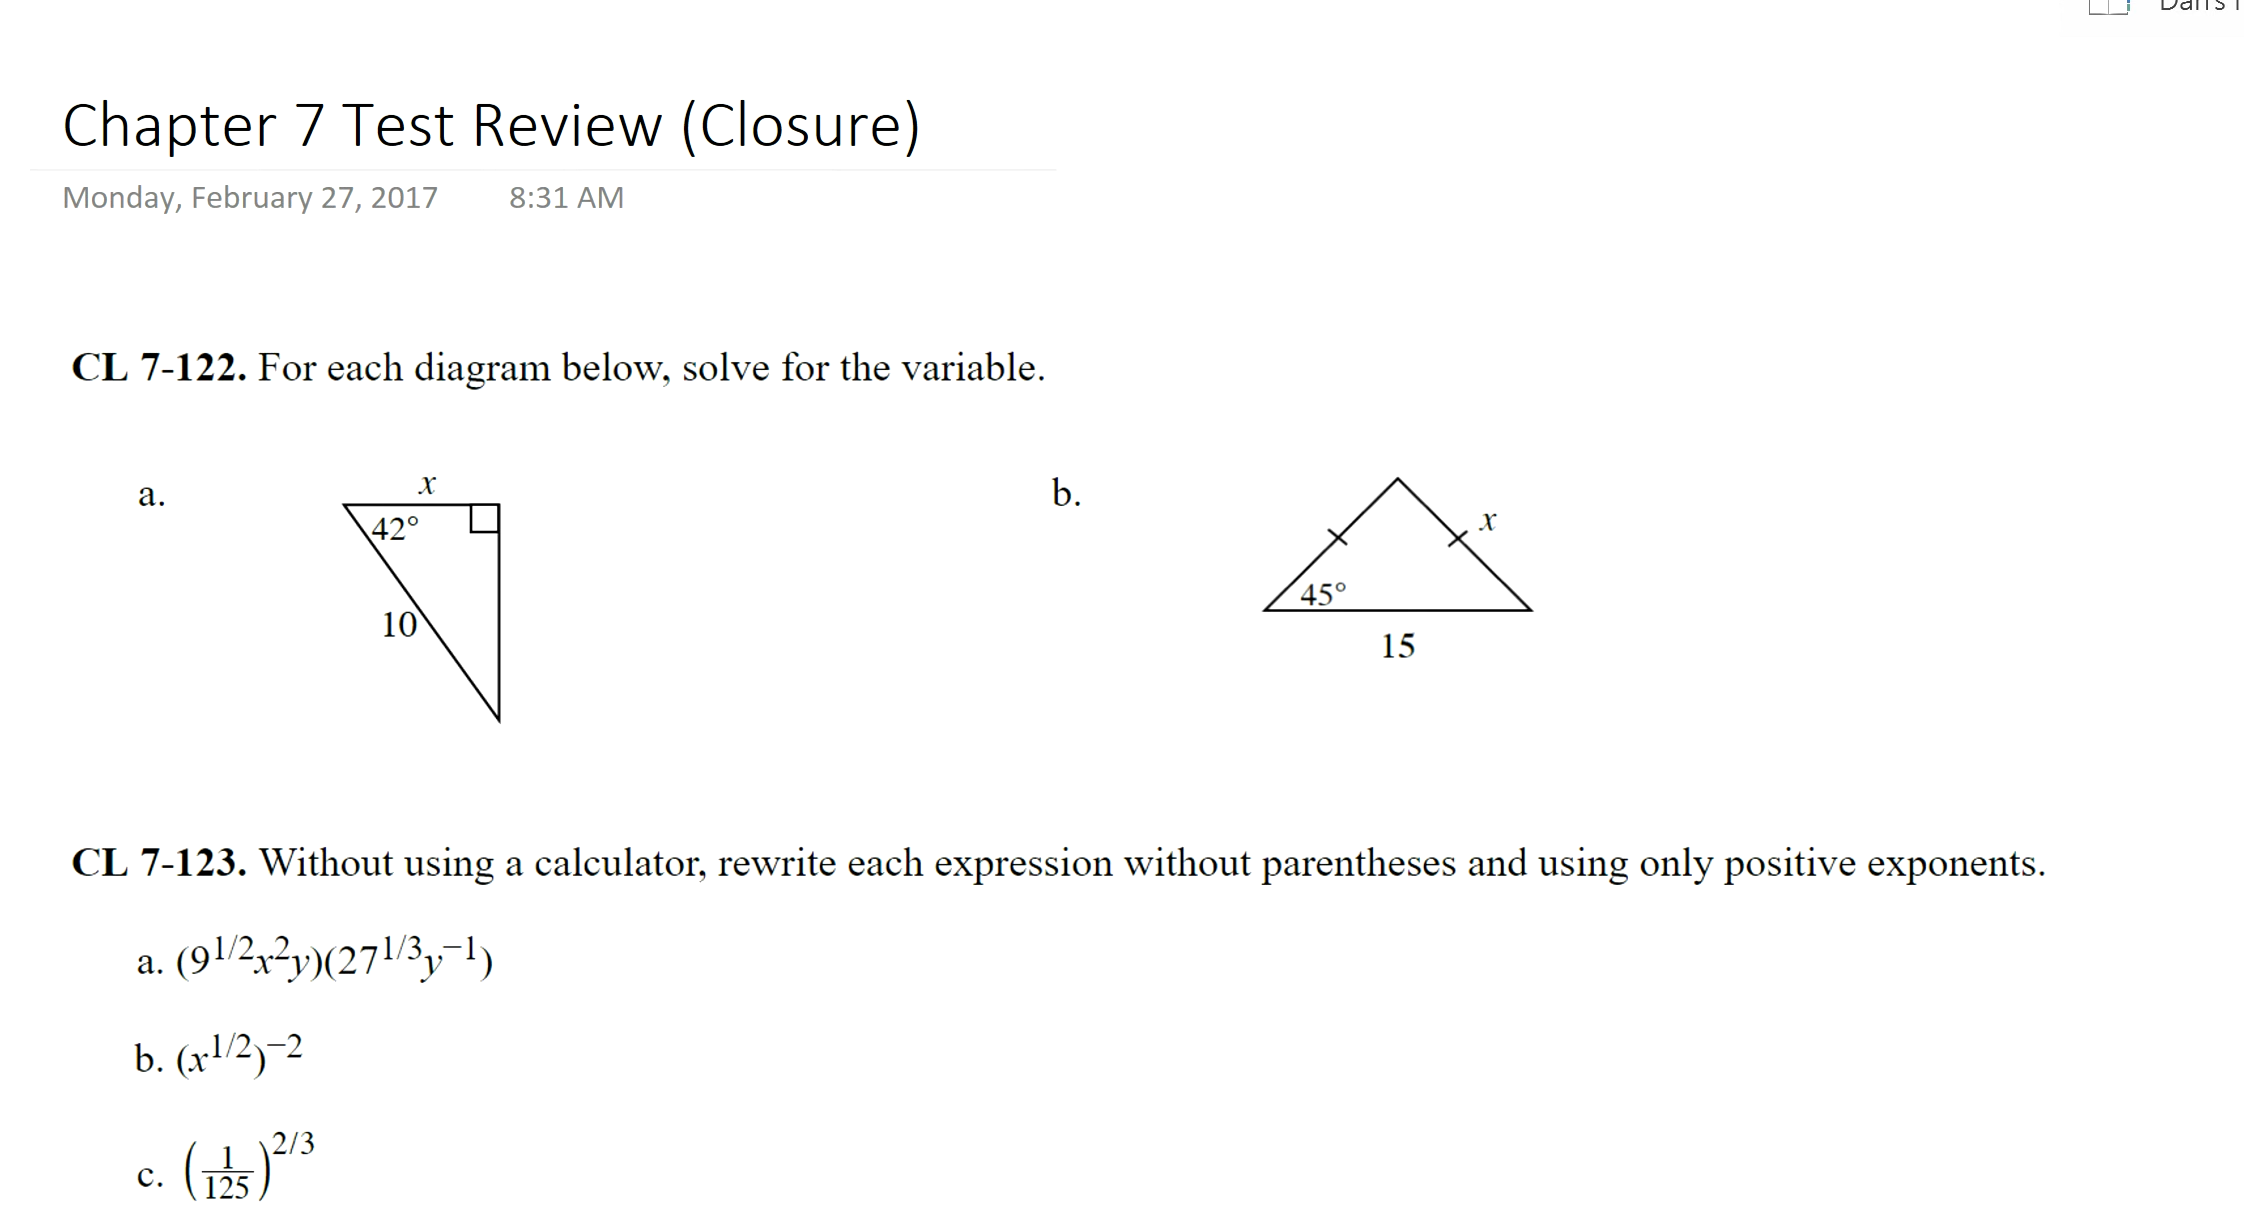 Chapter 7 Test Review (Closure)
Monday, February 27, 2017 8:31 AM
CL 7-122. For each diagram below, solve for the variable.
a.
x
42°
10
b.
x
45°
15
CL 7-123. Without using a calculator, rewrite each expression without parentheses and using only positive exponents.
a. (9^{1/2}x^2y)(27^{1/3}y^{−1})
b. (x^{1/2})^{−2}
c. (1/125)^{2/3}